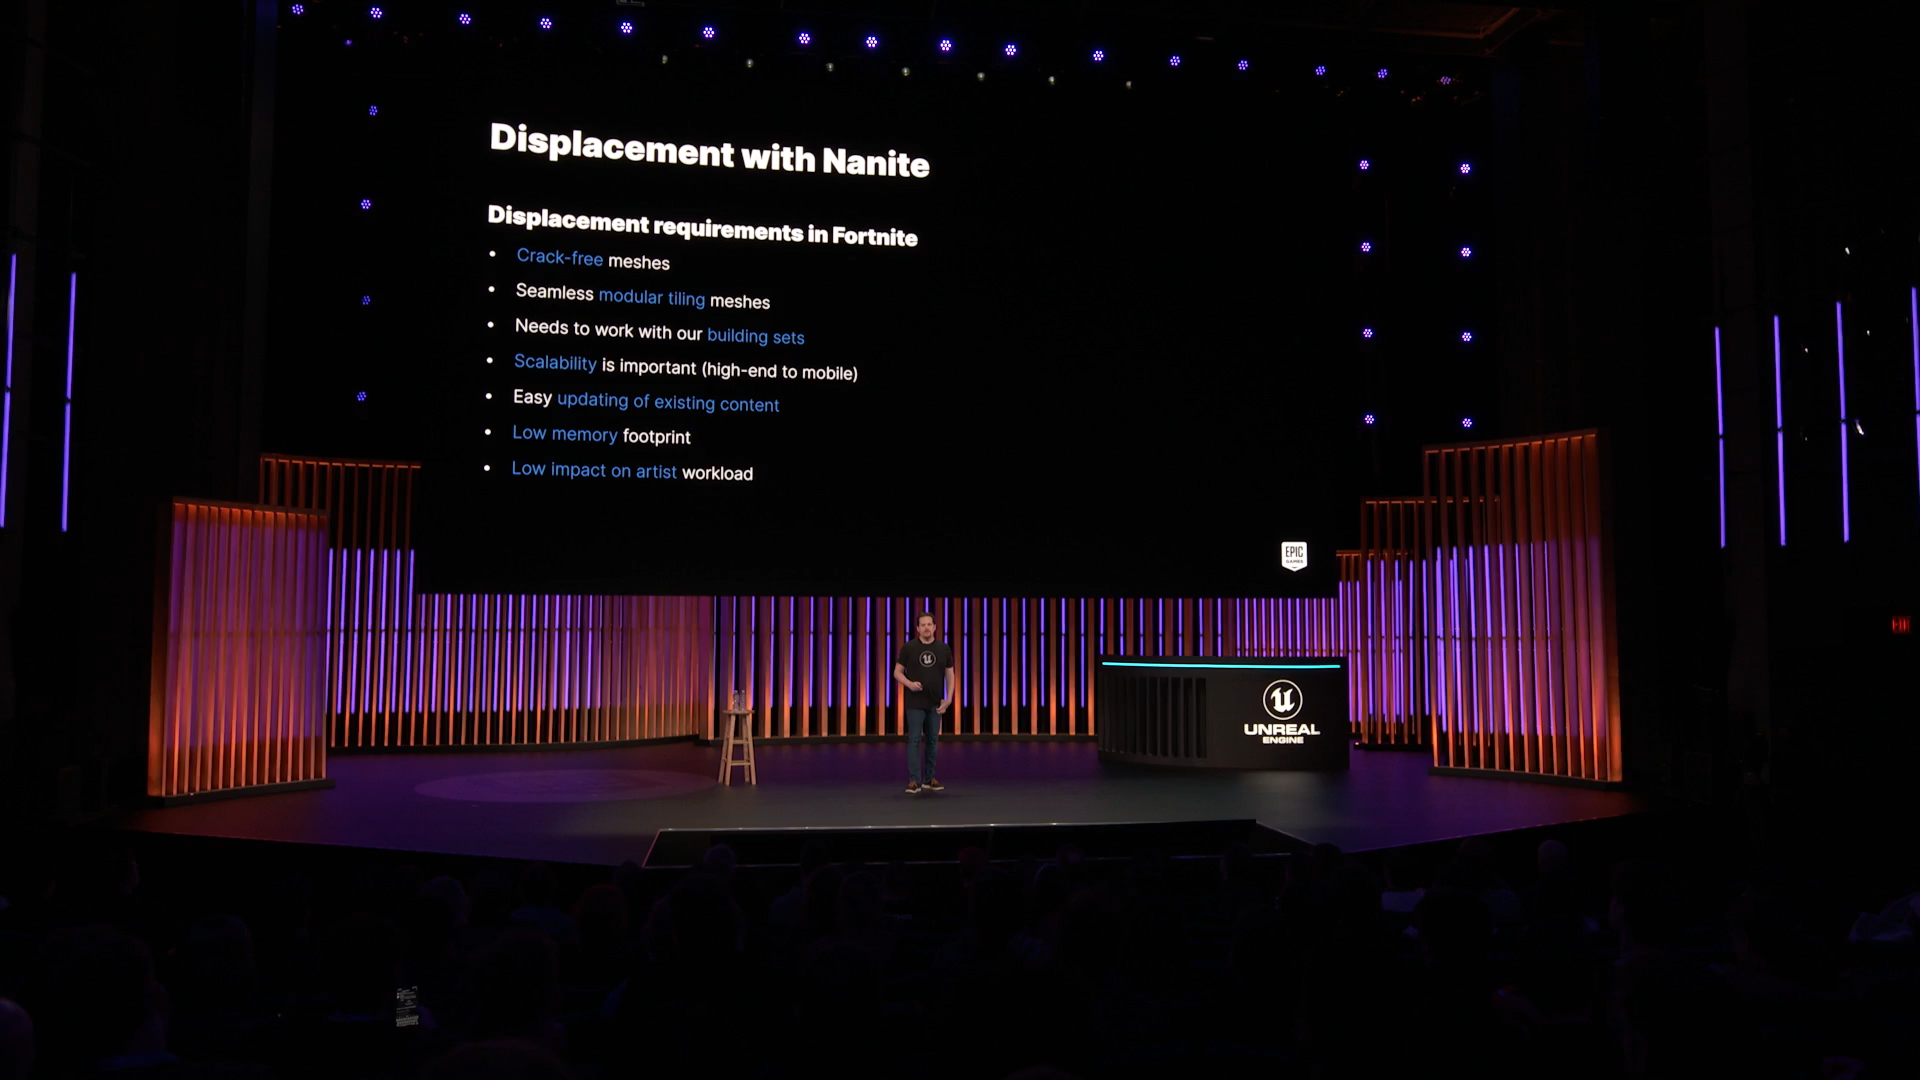 Displacement with Nanite
Displacement requirements in Fortnite
• Crack-free meshes
• Seamless modular tiling meshes
• Needs to work with our building sets
• Scalability is important (high-end to mobile)
• Easy updating of existing content
• Low memory footprint
• Low impact on artist workload
EPIC
GAMES
UNREAL
ENGINE